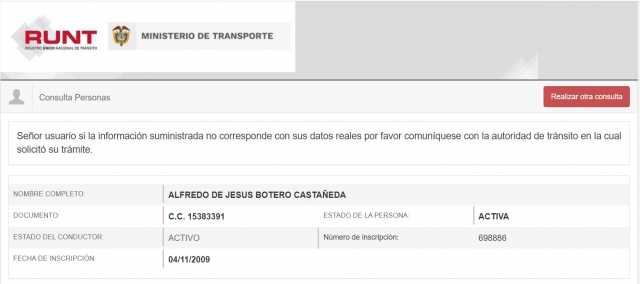 RUNT
REGISTRO ÚNICO NACIONAL DE TRÁNSITO
MINISTERIO DE TRANSPORTE
Consulta Personas
Realizar otra consulta
Señor usuario si la información suministrada no corresponde con sus datos reales por favor comuníquese con la autoridad de tránsito en la cual
solicitó su trámite.
NOMBRE COMPLETO: ALFREDO DE JESUS BOTERO CASTAÑEDA
DOCUMENTO: C.C. 15383391 ESTADO DE LA PERSONA: ACTIVA
ESTADO DEL CONDUCTOR: ACTIVO Número de inscripción: 698886
FECHA DE INSCRIPCIÓN: 04/11/2009